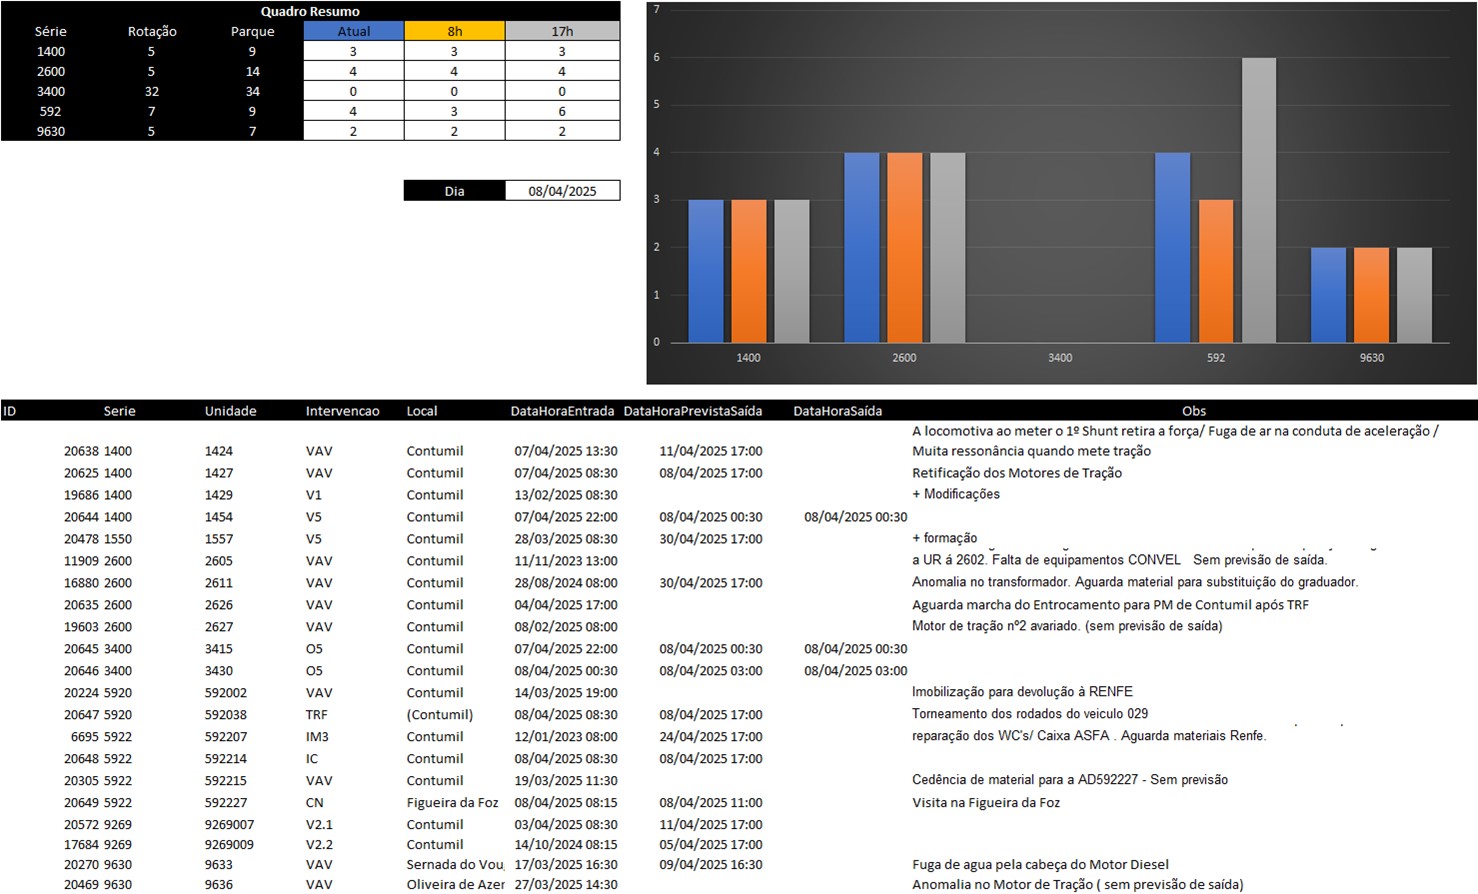 Quadro Resumo
Série Rotação Parque Atual 8h 17h
1400 5 9 3 3 3
2600 5 14 4 4 4
3400 32 34 0 0 0
592 7 9 4 3 6
9630 5 7 2 2 2
Dia 08/04/2025
7
6
5
4
3
2
1
0
1400 2600 3400 592 9630
ID Serie Unidade Intervencao Local DataHoraEntrada DataHoraPrevistaSaída DataHoraSaída Obs
A locomotiva ao meter o 1º Shunt retira a força/ Fuga de ar na conduta de aceleração /
20638 1400 1424 VAV Contumil 07/04/2025 13:30 11/04/2025 17:00 Muita ressonância quando mete tração
20625 1400 1427 VAV Contumil 07/04/2025 08:30 08/04/2025 17:00 Retificação dos Motores de Tração
19686 1400 1429 V1 Contumil 13/02/2025 08:30 + Modificações
20644 1400 1454 V5 Contumil 07/04/2025 22:00 08/04/2025 00:30 08/04/2025 00:30
20478 1550 1557 V5 Contumil 28/03/2025 08:30 30/04/2025 17:00 + formação
11909 2600 2605 VAV Contumil 11/11/2023 13:00 a UR á 2602. Falta de equipamentos CONVEL Sem previsão de saída.
16880 2600 2611 VAV Contumil 28/08/2024 08:00 30/04/2025 17:00 Anomalia no transformador. Aguarda material para substituição do graduador.
20635 2600 2626 VAV Contumil 04/04/2025 17:00 Aguarda marcha do Entrocamento para PM de Contumil após TRF
19603 2600 2627 VAV Contumil 08/02/2025 08:00 Motor de tração nº2 avariado. (sem previsão de saída)
20645 3400 3415 O5 Contumil 07/04/2025 22:00 08/04/2025 00:30 08/04/2025 00:30
20646 3400 3430 O5 Contumil 08/04/2025 00:30 08/04/2025 03:00 08/04/2025 03:00
20224 5920 592002 VAV Contumil 14/03/2025 19:00 Imobilização para devolução à RENFE
20647 5920 592038 TRF (Contumil) 08/04/2025 08:30 08/04/2025 17:00 Torneamento dos rodados do veiculo 029
6695 5922 592207 IM3 Contumil 12/01/2023 08:00 24/04/2025 17:00 reparação dos WC's/ Caixa ASFA . Aguarda materiais Renfe.
20648 5922 592214 IC Contumil 08/04/2025 08:30 08/04/2025 17:00
20305 5922 592215 VAV Contumil 19/03/2025 11:30 Cedência de material para a AD592227 - Sem previsão
20649 5922 592227 CN Figueira da Foz 08/04/2025 08:15 08/04/2025 11:00 Visita na Figueira da Foz
20572 9269 9269007 V2.1 Contumil 03/04/2025 08:30 11/04/2025 17:00
17684 9269 9269009 V2.2 Contumil 14/10/2024 08:15 05/04/2025 17:00
20270 9630 9633 VAV Sernada do Vou 17/03/2025 16:30 09/04/2025 16:30 Fuga de agua pela cabeça do Motor Diesel
20469 9630 9636 VAV Oliveira de Azer 27/03/2025 14:30 Anomalia no Motor de Tração ( sem previsão de saída)